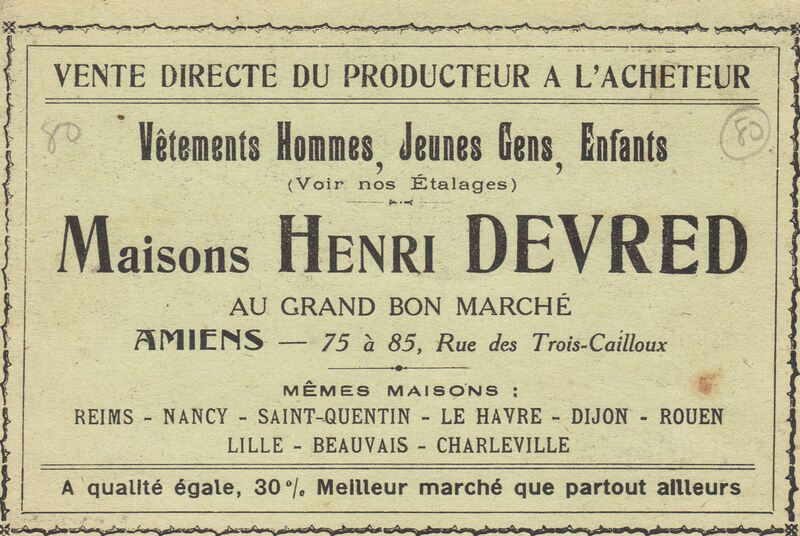 VENTE DIRECTE DU PRODUCTEUR A L'ACHETEUR
80
80
Vêtements Hommes, Jeunes Gens, Enfants
(Voir nos Étalages)
Maisons HENRI DEVRED
AU GRAND BON MARCHÉ
AMIENS — 75 à 85, Rue des Trois-Cailloux
MÊMES MAISONS :
REIMS - NANCY - SAINT-QUENTIN - LE HAVRE - DIJON - ROUEN
LILLE - BEAUVAIS - CHARLEVILLE
A qualité égale, 30 % Meilleur marché que partout ailleurs